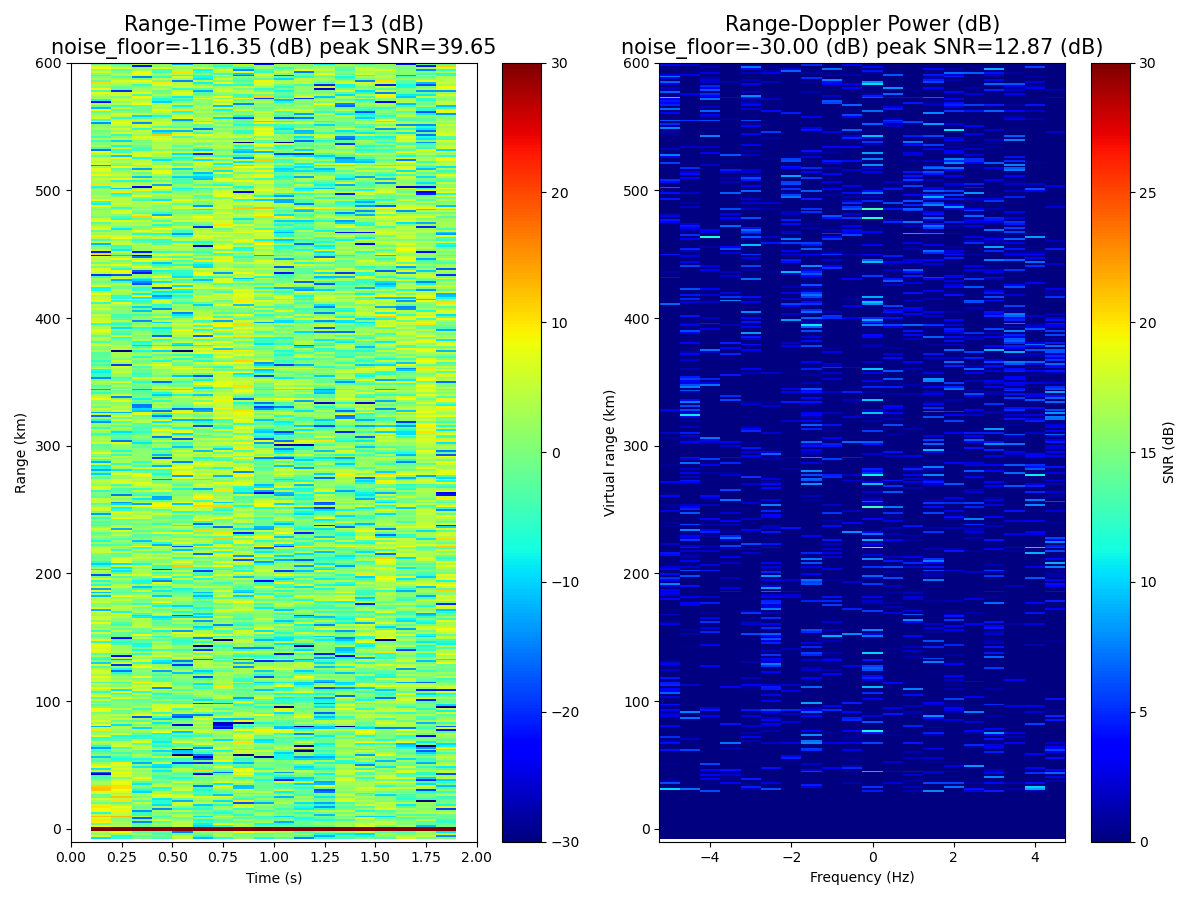 Range-Time Power f=13 (dB)
noise_floor=-116.35 (dB) peak SNR=39.65
Range (km)
600
500
400
300
200
100
0
0.00 0.25 0.50 0.75 1.00 1.25 1.50 1.75 2.00
Time (s)
30
20
10
0
−10
−20
−30
Range-Doppler Power (dB)
noise_floor=-30.00 (dB) peak SNR=12.87 (dB)
Virtual range (km)
600
500
400
300
200
100
0
−4 −2 0 2 4
Frequency (Hz)
30
25
20
15
10
5
0
SNR (dB)